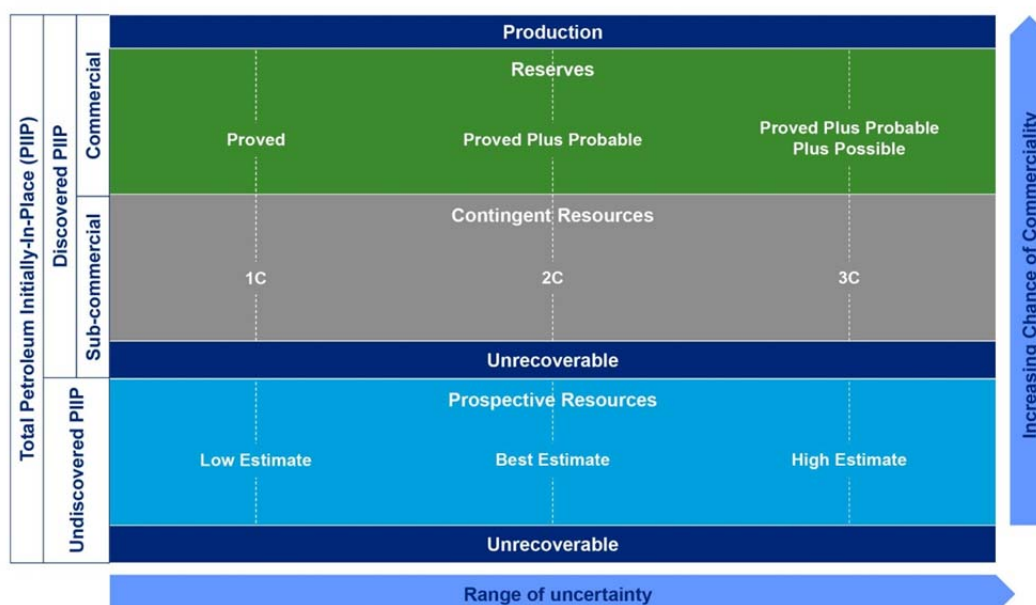 Total Petroleum Initially-In-Place (PIIP)
Discovered PIIP
Undiscovered PIIP
Commercial
Sub-commercial
Production
Reserves
Proved
Proved Plus Probable
Proved Plus Probable
Plus Possible
Contingent Resources
1C
2C
3C
Unrecoverable
Prospective Resources
Low Estimate
Best Estimate
High Estimate
Unrecoverable
Increasing Chance of Commerciality
Range of uncertainty